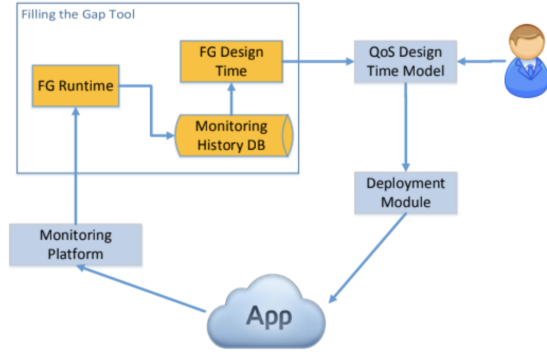 Filling the Gap Tool
FG Design
Time
QoS Design
Time Model
FG Runtime
Monitoring
History DB
Deployment
Module
Monitoring
Platform
App